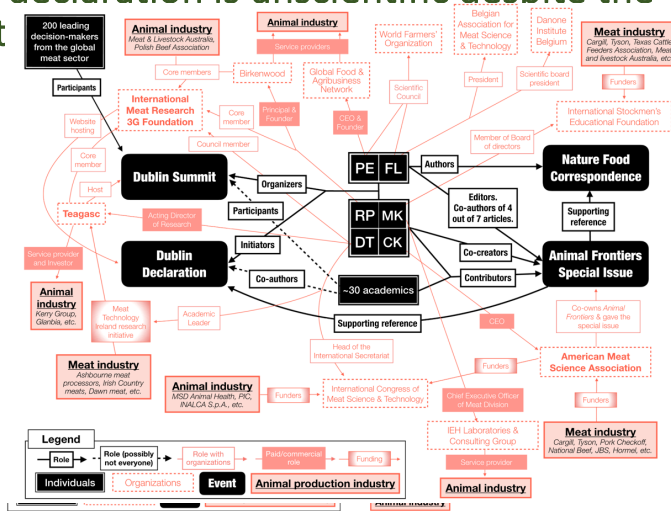 declaration is unscientific despite the
t
200 leading
decision-makers
from the global
meat sector
Animal industry
Meat & Livestock Australia,
Polish Beef Association
Service providers
World Farmers'
Organization
Belgian
Association for
Meat Science
& Technology
Danone
Institute
Belgium
Meat industry
Cargill, Tyson, Texas Cattle
Feeders Association, Meat
and livestock Australia, etc.
Participants
Core members
Birkenwood
Global Food &
Agribusiness
Network
Scientific
Council
President
Scientific board
president
Funders
Website
hosting
International
Meat Research
3G Foundation
Core
member
Principal &
Founder
CEO &
Founder
International Stockmen's
Educational Foundation
Core
member
Council member
Member of Board
of directors
Host
Dublin Summit
Organizers
PE FL
Authors
Nature Food
Correspondence
Teagasc
Acting Director
of Research
Participants
RP MK
DT CK
Editors.
Co-authors of 4
out of 7 articles.
Supporting
reference
Service provider
and Investor
Dublin
Declaration
Initiators
Co-creators
Animal Frontiers
Special Issue
Co-authors
~30 academics
Contributors
Animal
industry
Kerry Group,
Glanbia, etc.
Meat
Technology
Ireland research
initiative
Academic
Leader
Supporting reference
CEO
Co-owns Animal
Frontiers & gave the
special issue
Head of the
International Secretariat
Funders
American Meat
Science Association
Meat industry
Ashbourne meat
processors, Irish Country
meats, Dawn meat, etc.
Animal industry
MSD Animal Health, PIC,
INALCA S.p.A., etc.
Funders
International Congress of
Meat Science & Technology
Chief Executive Officer
of Meat Division
Funders
IEH Laboratories &
Consulting Group
Meat industry
Cargill, Tyson, Pork Checkoff,
National Beef, JBS, Hormel, etc.
Service provider
Animal industry
Legend
Role
Role (possibly
not everyone)
Role with
organizations
Paid/commercial
role
Funding
Individuals
Organizations
Event
Animal production industry
Animal industry